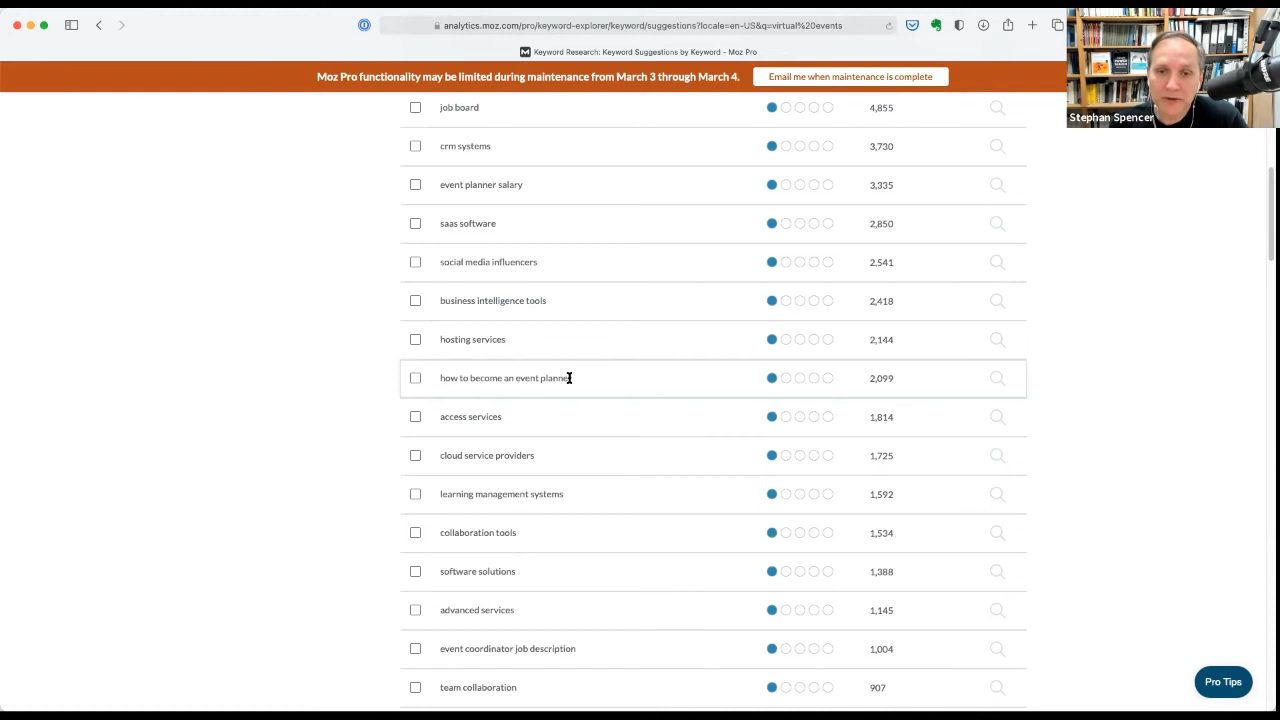 analytics.moz.com/pro/keyword-explorer/keyword/suggestions?locale=en-US&q=virtual%20events
Keyword Research: Keyword Suggestions by Keyword - Moz Pro
Moz Pro functionality may be limited during maintenance from March 3 through March 4.
Email me when maintenance is complete
Stephan Spencer
job board 4,855
crm systems 3,730
event planner salary 3,335
saas software 2,850
social media influencers 2,541
business intelligence tools 2,418
hosting services 2,144
how to become an event planner 2,099
access services 1,814
cloud service providers 1,725
learning management systems 1,592
collaboration tools 1,534
software solutions 1,388
advanced services 1,145
event coordinator job description 1,004
team collaboration 907
Pro Tips